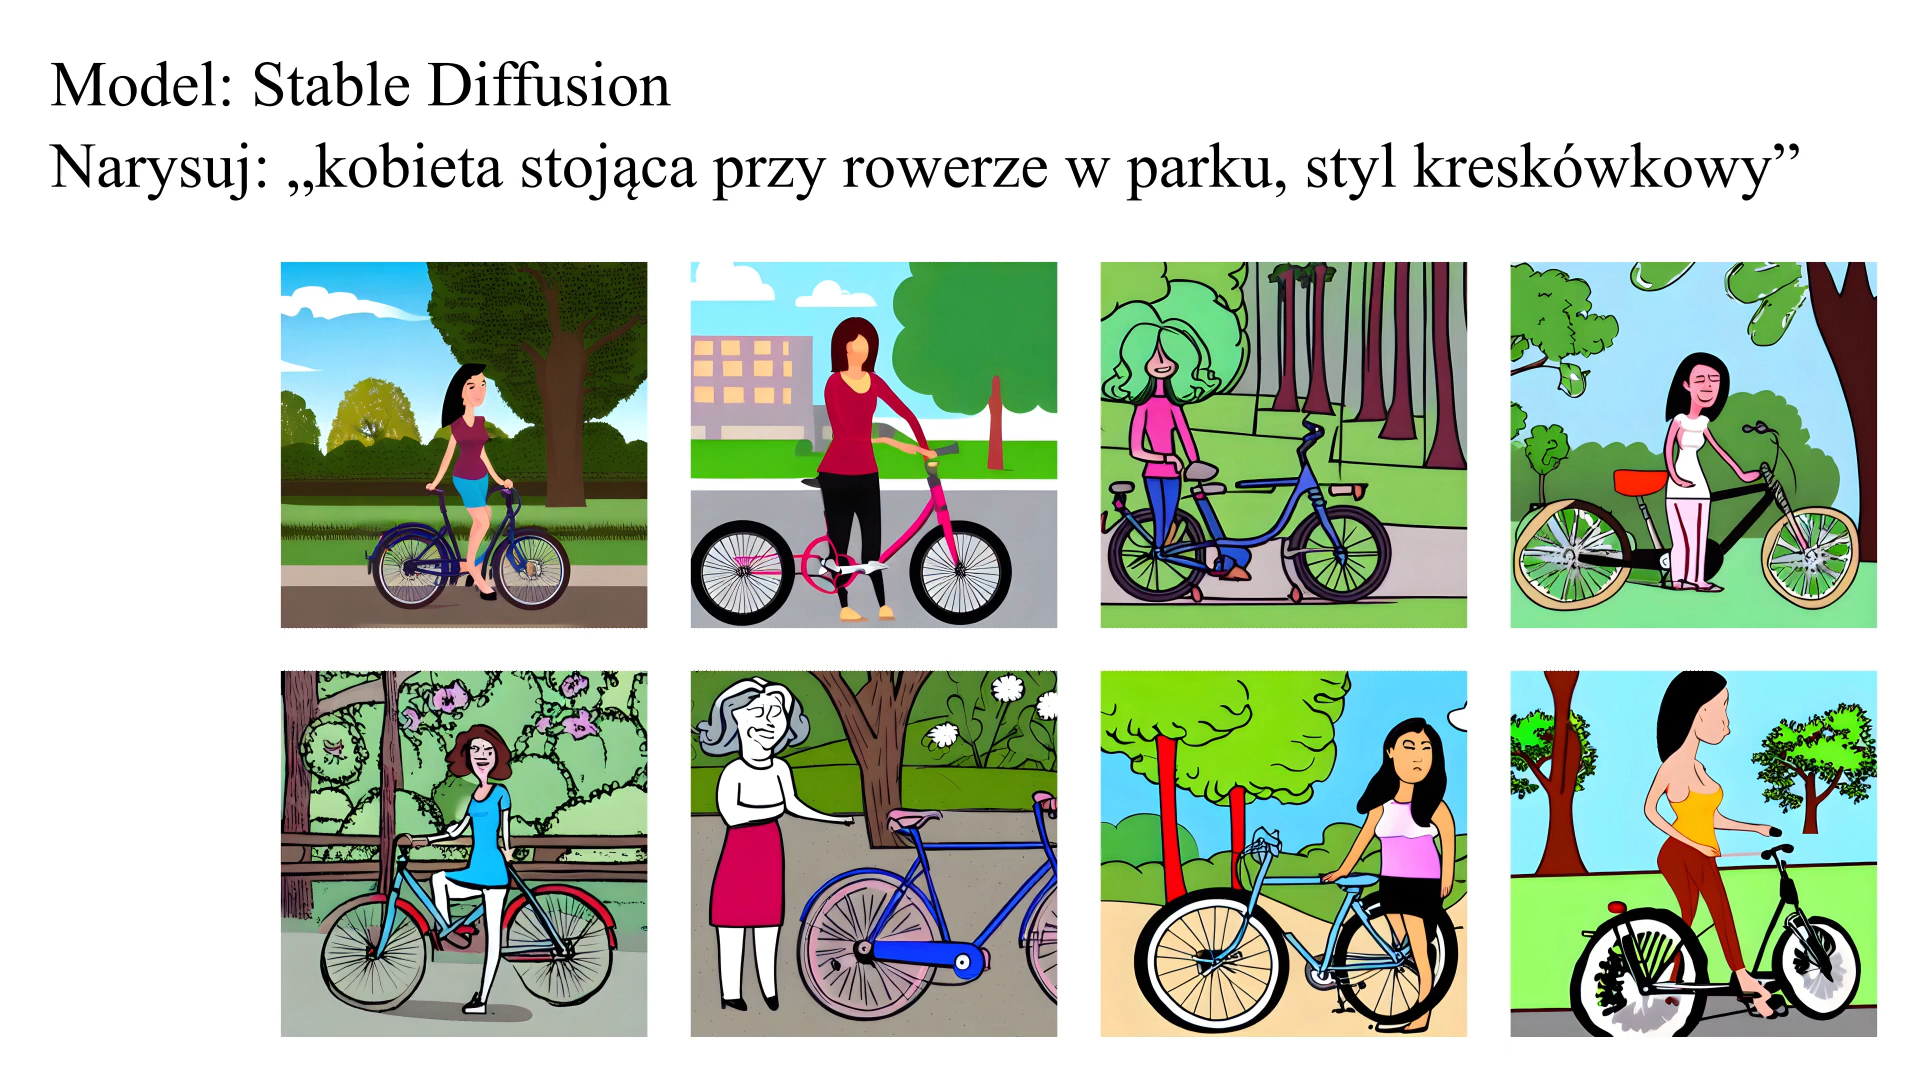 Model: Stable Diffusion
Narysuj: „kobieta stojąca przy rowerze w parku, styl kreskówkowy”